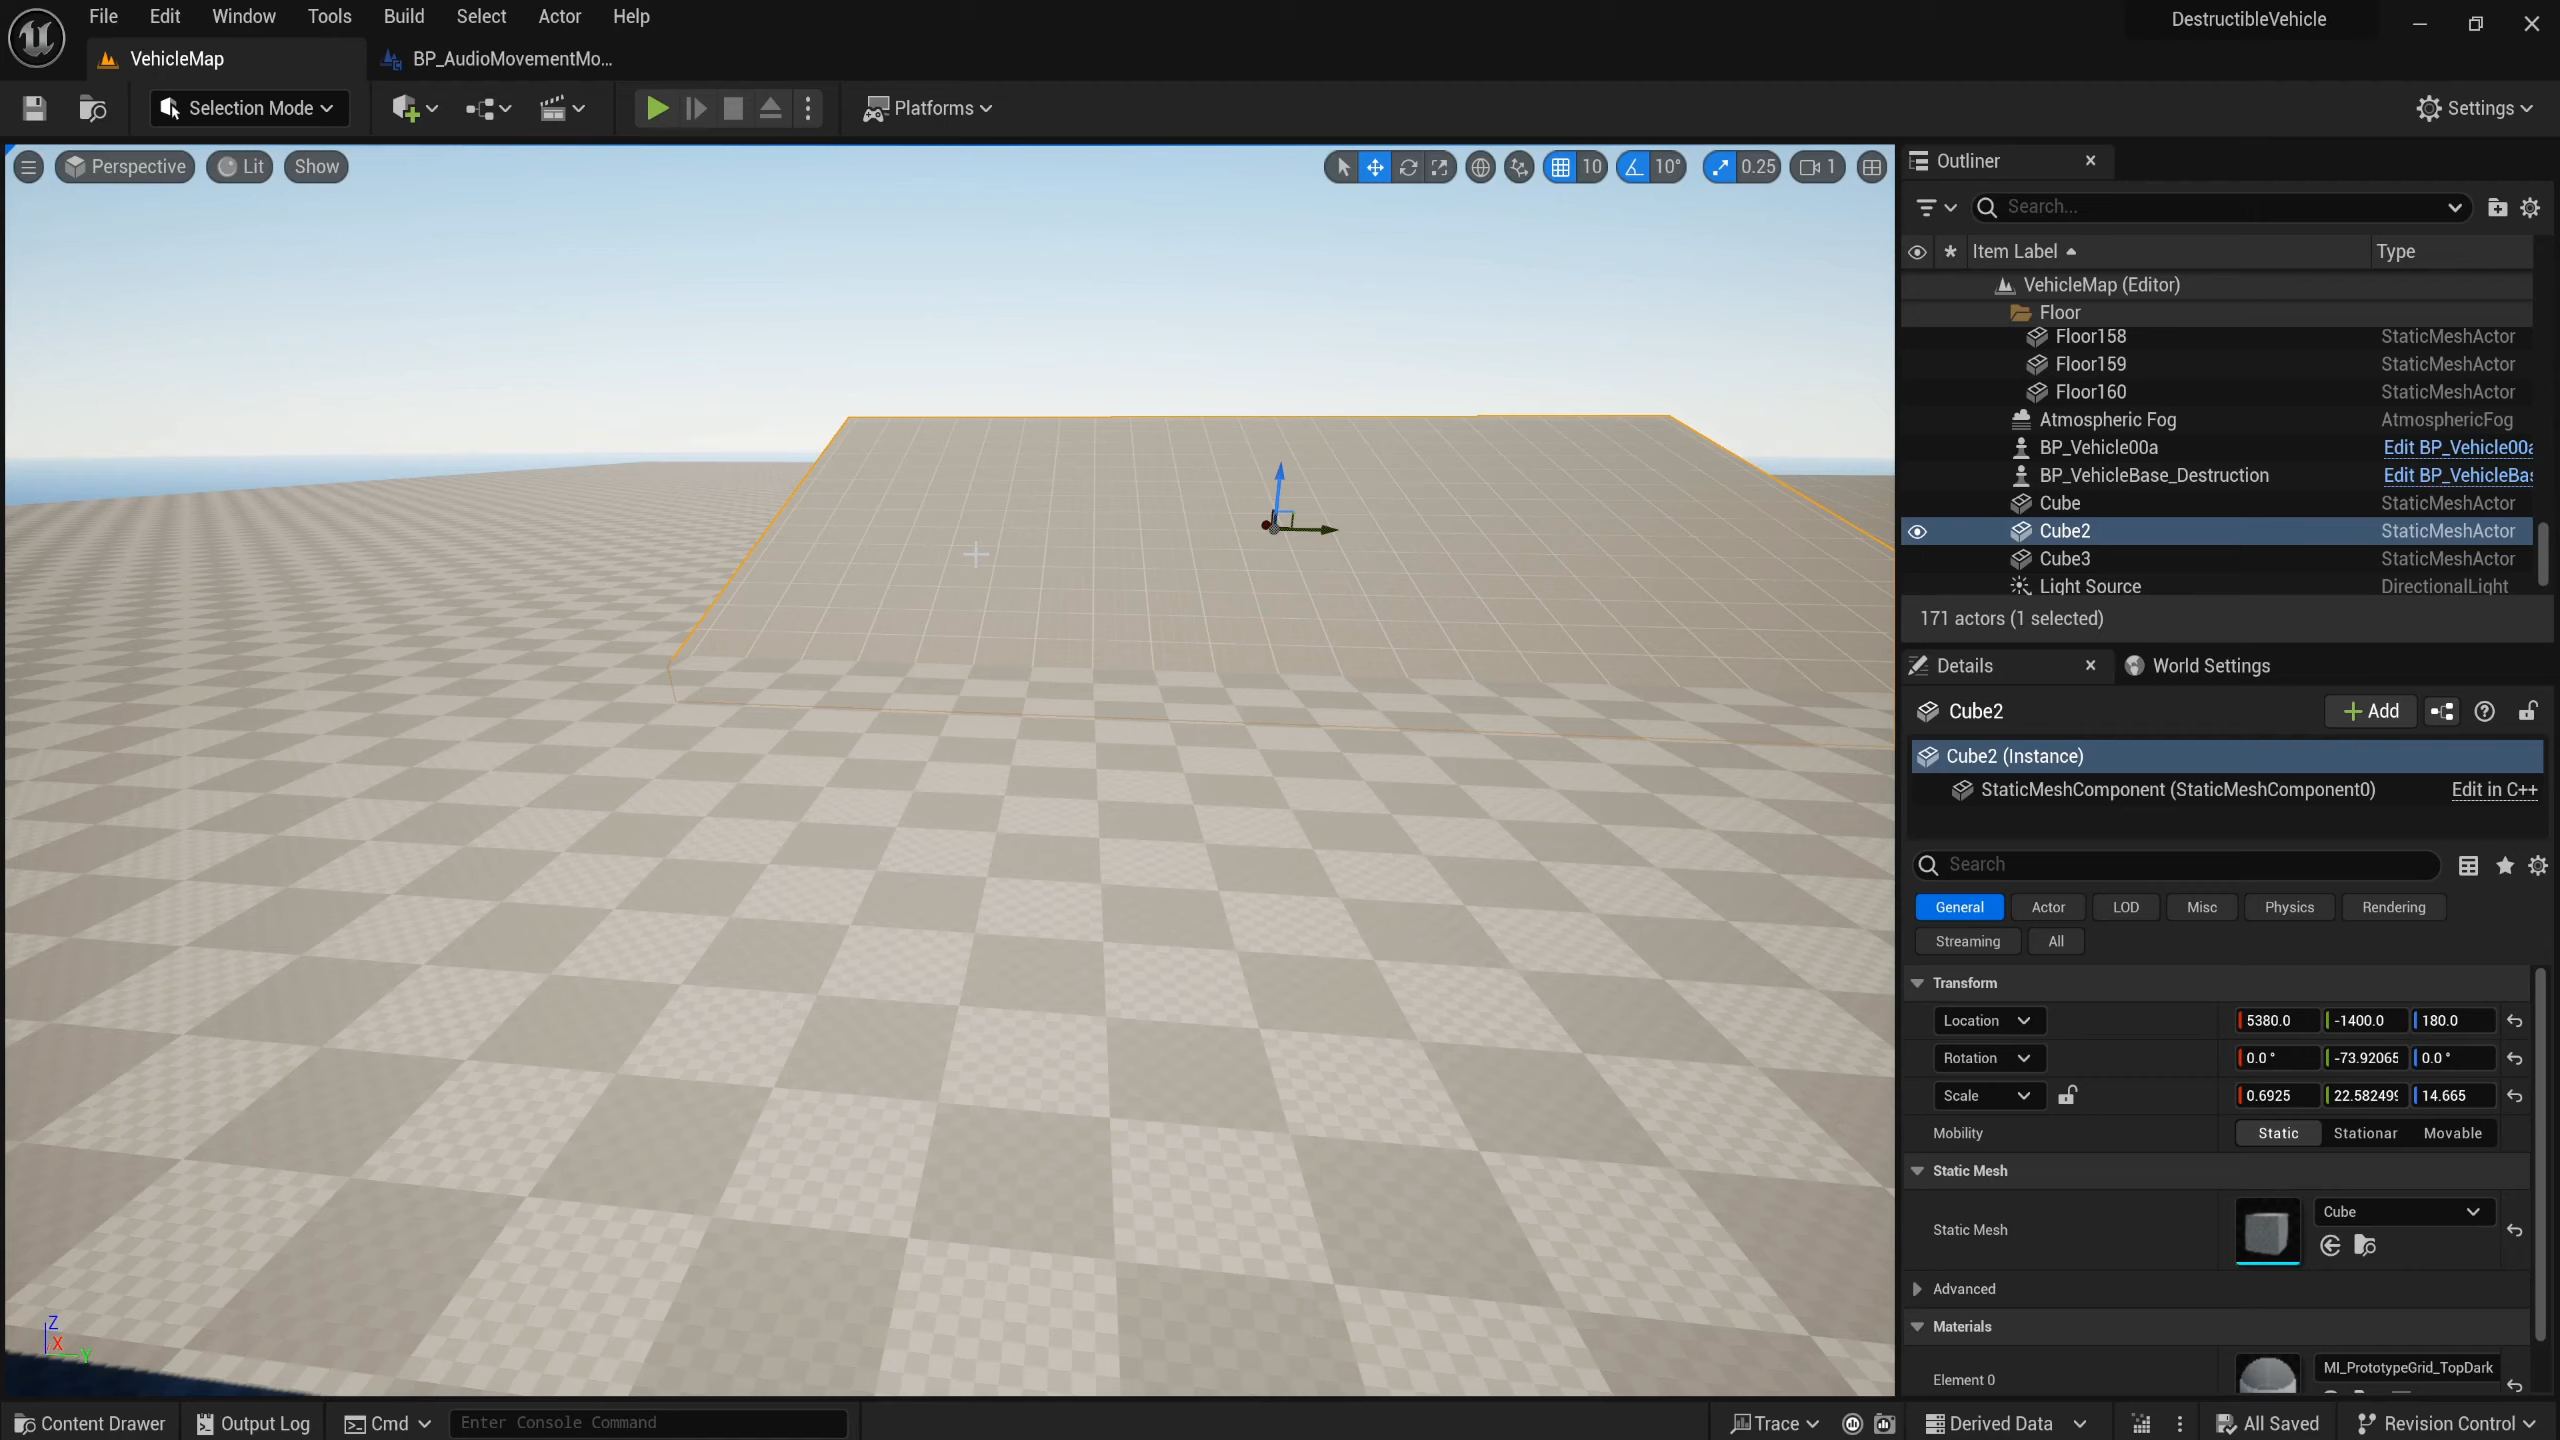 File Edit Window Tools Build Select Actor Help
DestructibleVehicle
VehicleMap
BP_AudioMovementMo...
Selection Mode
Platforms
Settings
Perspective
Lit
Show
10
10°
0.25
1
Outliner
Search...
Item Label
Type
VehicleMap (Editor)
Floor
Floor158 StaticMeshActor
Floor159 StaticMeshActor
Floor160 StaticMeshActor
Atmospheric Fog AtmosphericFog
BP_Vehicle00a Edit BP_Vehicle00a
BP_VehicleBase_Destruction Edit BP_VehicleBas
Cube StaticMeshActor
Cube2 StaticMeshActor
Cube3 StaticMeshActor
Light Source DirectionalLight
171 actors (1 selected)
Details
World Settings
Cube2
Add
Cube2 (Instance)
StaticMeshComponent (StaticMeshComponent0) Edit in C++
Search
General Actor LOD Misc Physics Rendering
Streaming All
Transform
Location 5380.0 -1400.0 180.0
Rotation 0.0 ° -73.92065 0.0 °
Scale 0.6925 22.582499 14.665
Mobility Static Stationar Movable
Static Mesh
Static Mesh
Cube
Advanced
Materials
Element 0
MI_PrototypeGrid_TopDark
Z
X
Y
Content Drawer
Output Log
Cmd
Enter Console Command
Trace
Derived Data
All Saved
Revision Control